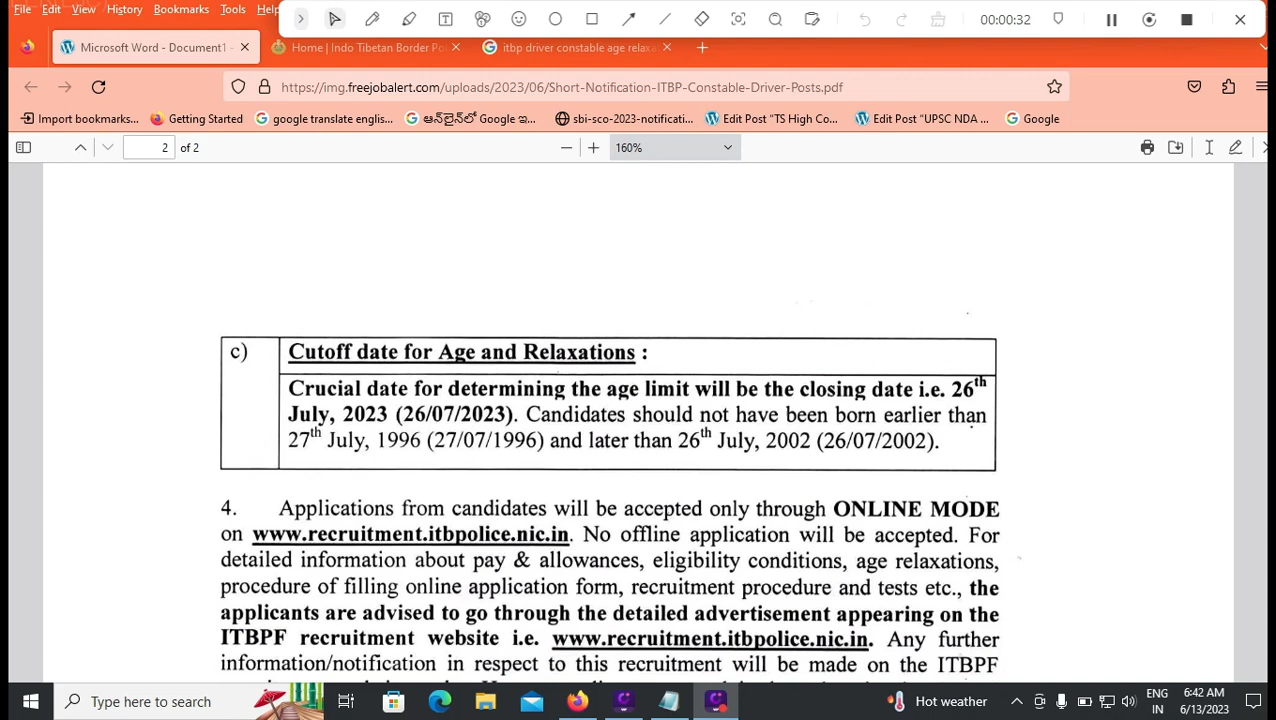 File Edit View History Bookmarks Tools Help
00:00:32
Microsoft Word - Document1 -
Home | Indo Tibetan Border Po
itbp driver constable age relaxa
https://img.freejobalert.com/uploads/2023/06/Short-Notification-ITBP-Constable-Driver-Posts.pdf
Import bookmarks... Getting Started google translate englis... ఆన్‌లైన్‌లో Google ఇ... sbi-sco-2023-notificati... Edit Post "TS High Co... Edit Post "UPSC NDA ... Google
2 of 2 160%
c) Cutoff date for Age and Relaxations :
Crucial date for determining the age limit will be the closing date i.e. 26th
July, 2023 (26/07/2023). Candidates should not have been born earlier than
27th July, 1996 (27/07/1996) and later than 26th July, 2002 (26/07/2002).
4. Applications from candidates will be accepted only through ONLINE MODE
on www.recruitment.itbpolice.nic.in. No offline application will be accepted. For
detailed information about pay & allowances, eligibility conditions, age relaxations,
procedure of filling online application form, recruitment procedure and tests etc., the
applicants are advised to go through the detailed advertisement appearing on the
ITBPF recruitment website i.e. www.recruitment.itbpolice.nic.in. Any further
information/notification in respect to this recruitment will be made on the ITBPF
Type here to search
Hot weather
ENG
IN
6:42 AM
6/13/2023